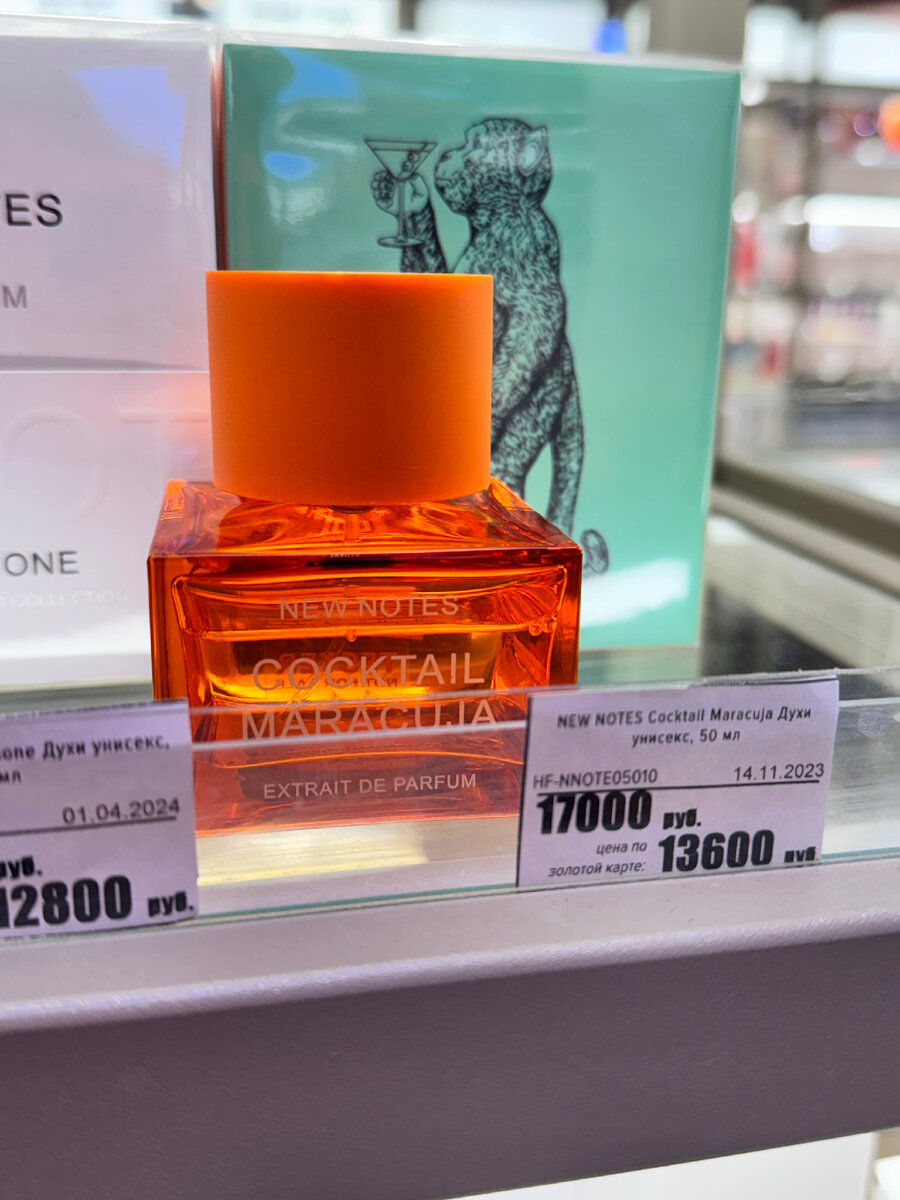 TES
M
ONE
COLLECTION
NEW NOTES
COCKTAIL
MARACUJA
EXTRAIT DE PARFUM
one Духи унисекс,
мл
01.04.2024
руб.
12800 руб.
NEW NOTES Cocktail Maracuja Духи
унисекс, 50 мл
HF-NNOTE05010 14.11.2023
17000 руб.
цена по
золотой карте: 13600 руб.